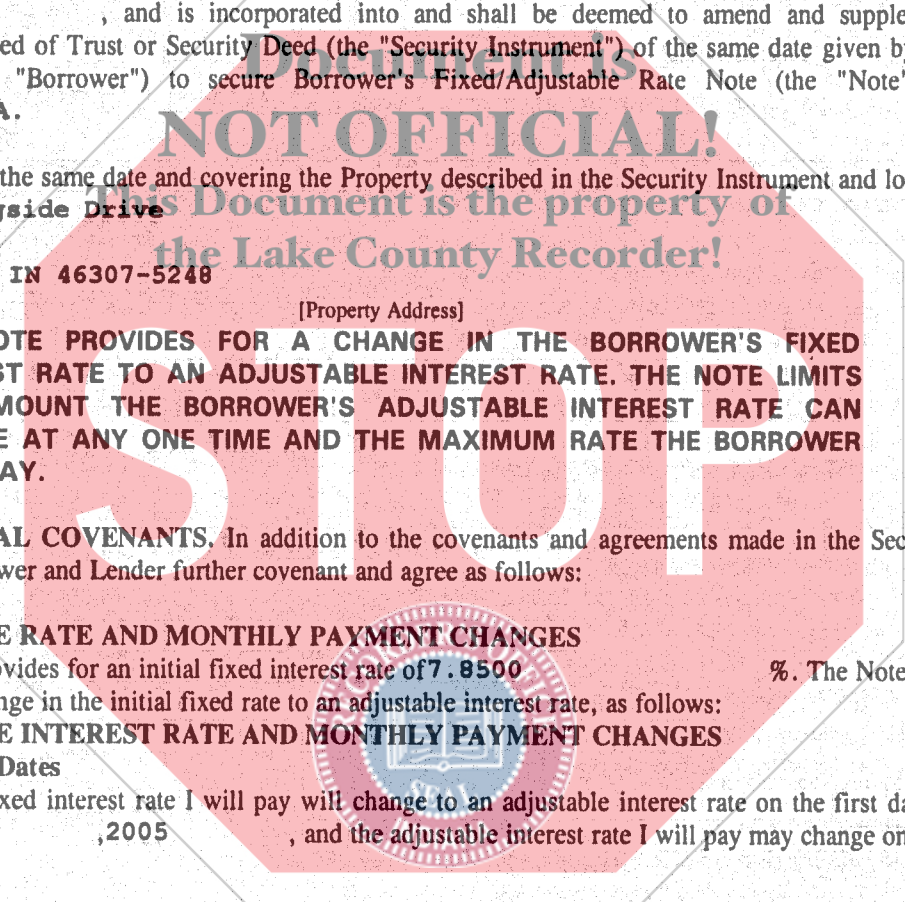 , and is incorporated into and shall be deemed to amend and supple
ed of Trust or Security Deed (the "Security Instrument") of the same date given by
"Borrower") to secure Borrower's Fixed/Adjustable Rate Note (the "Note"
A.
Document is
NOT OFFICIAL!
the same date and covering the Property described in the Security Instrument and lo
This Document is the property of
gside Drive
the Lake County Recorder!
IN 46307-5248
[Property Address]
OTE PROVIDES FOR A CHANGE IN THE BORROWER'S FIXED
ST RATE TO AN ADJUSTABLE INTEREST RATE. THE NOTE LIMITS
MOUNT THE BORROWER'S ADJUSTABLE INTEREST RATE CAN
E AT ANY ONE TIME AND THE MAXIMUM RATE THE BORROWER
AY.
STOP
AL COVENANTS. In addition to the covenants and agreements made in the Sec
wer and Lender further covenant and agree as follows:
E RATE AND MONTHLY PAYMENT CHANGES
ovides for an initial fixed interest rate of 7.8500 %. The Note
nge in the initial fixed rate to an adjustable interest rate, as follows:
E INTEREST RATE AND MONTHLY PAYMENT CHANGES
Dates
xed interest rate I will pay will change to an adjustable interest rate on the first da
,2005 , and the adjustable interest rate I will pay may change on
SEAL